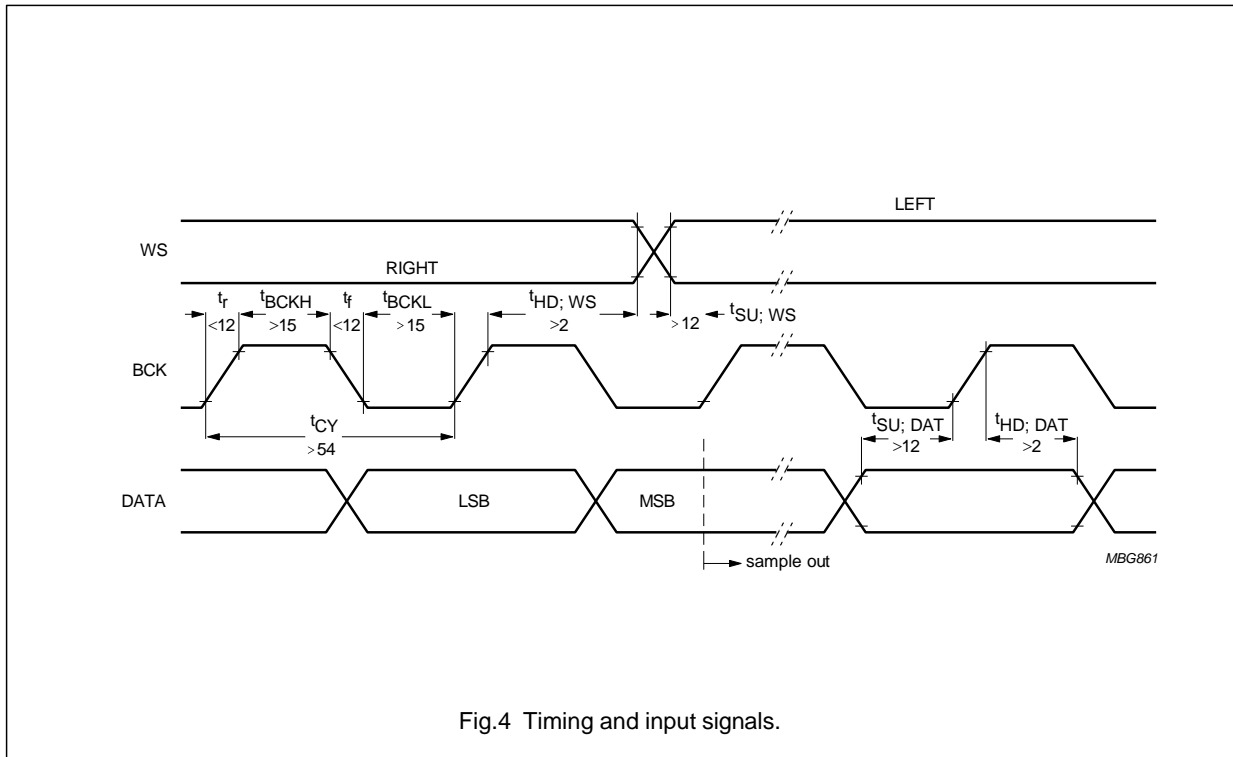 LEFT
WS
RIGHT
tr tBCKH tf tBCKL tHD; WS tSU; WS
<12 >15 <12 >15 >2 >12
BCK
tCY
>54
tSU; DAT tHD; DAT
>12 >2
DATA LSB MSB
sample out
MBG861
Fig.4 Timing and input signals.